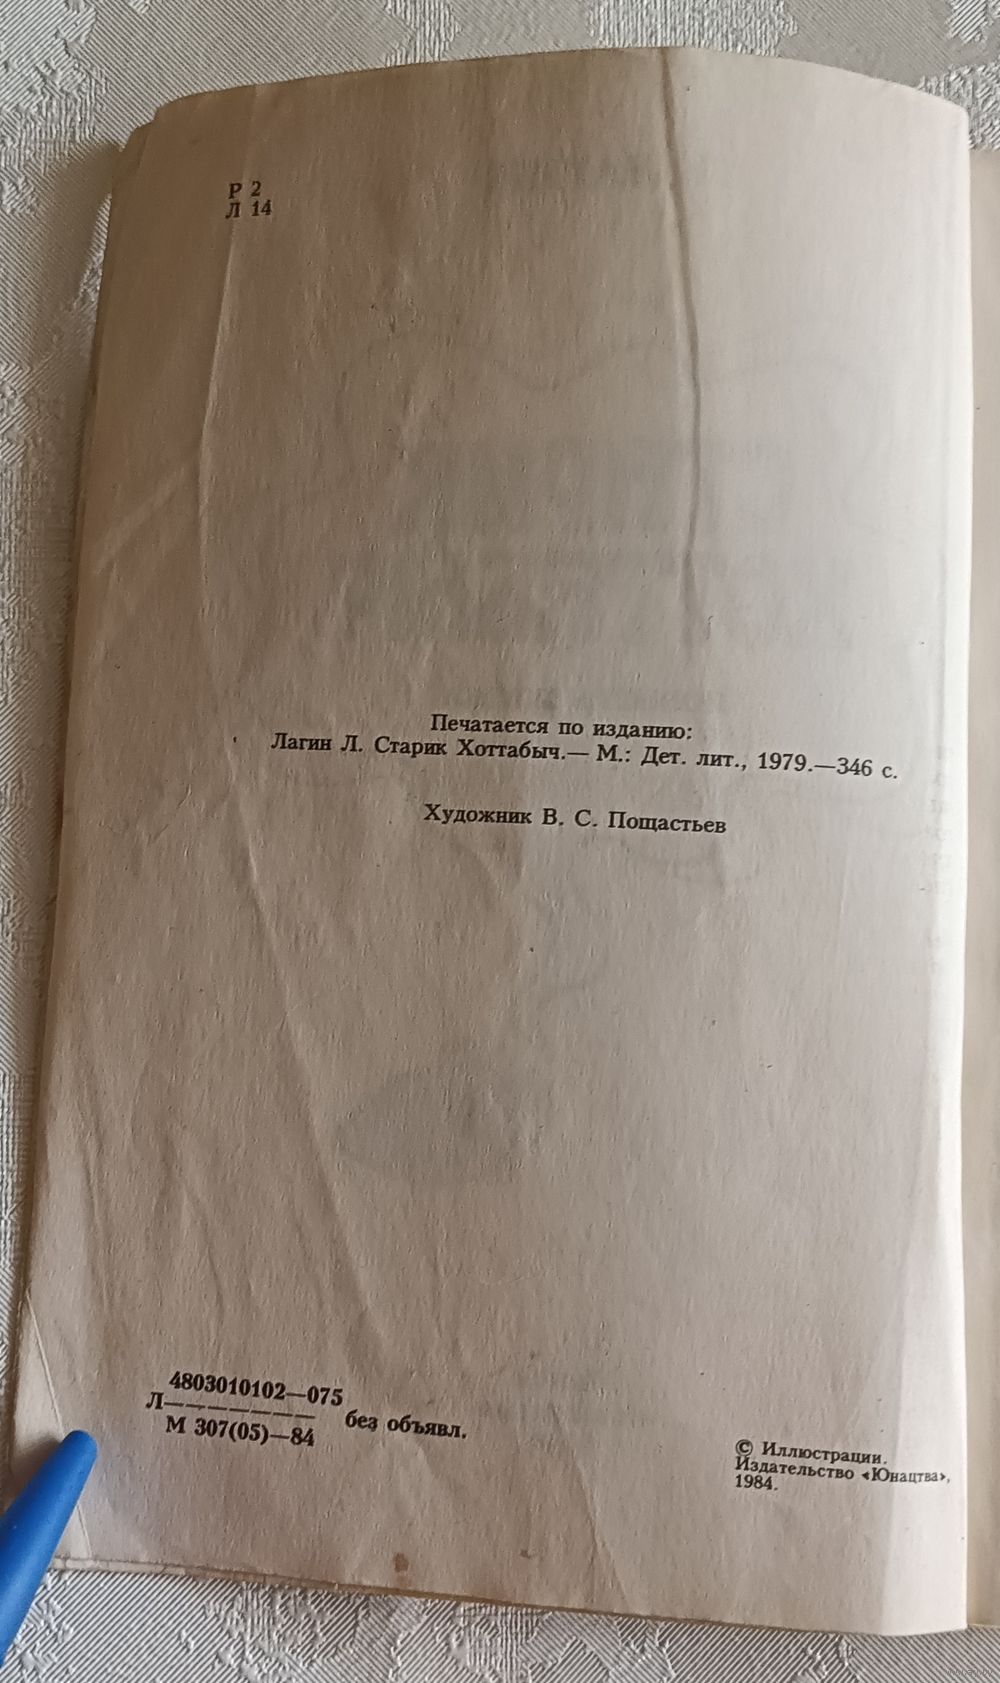 Р 2
Л 14
Печатается по изданию:
Лагин Л. Старик Хоттабыч.— М.: Дет. лит., 1979.—346 с.
Художник В. С. Пощастьев
4803010102—075
Л———————— без объявл.
М 307(05)—84
© Иллюстрации.
Издательство «Юнацтва»,
1984.